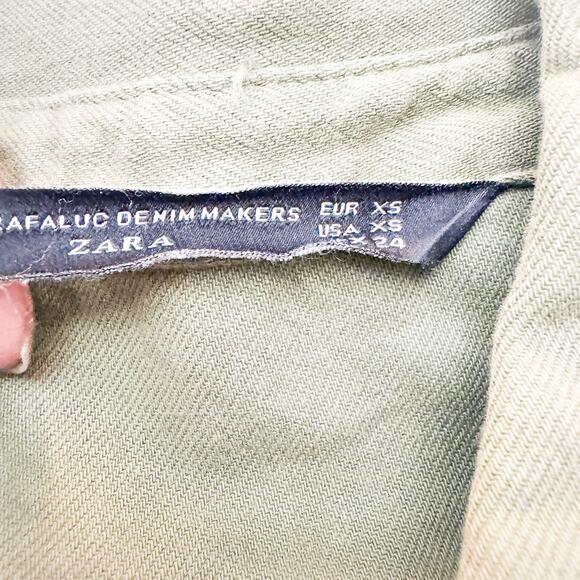 RAFALUC DENIM MAKERS EUR XS
ZARA USA XS
24